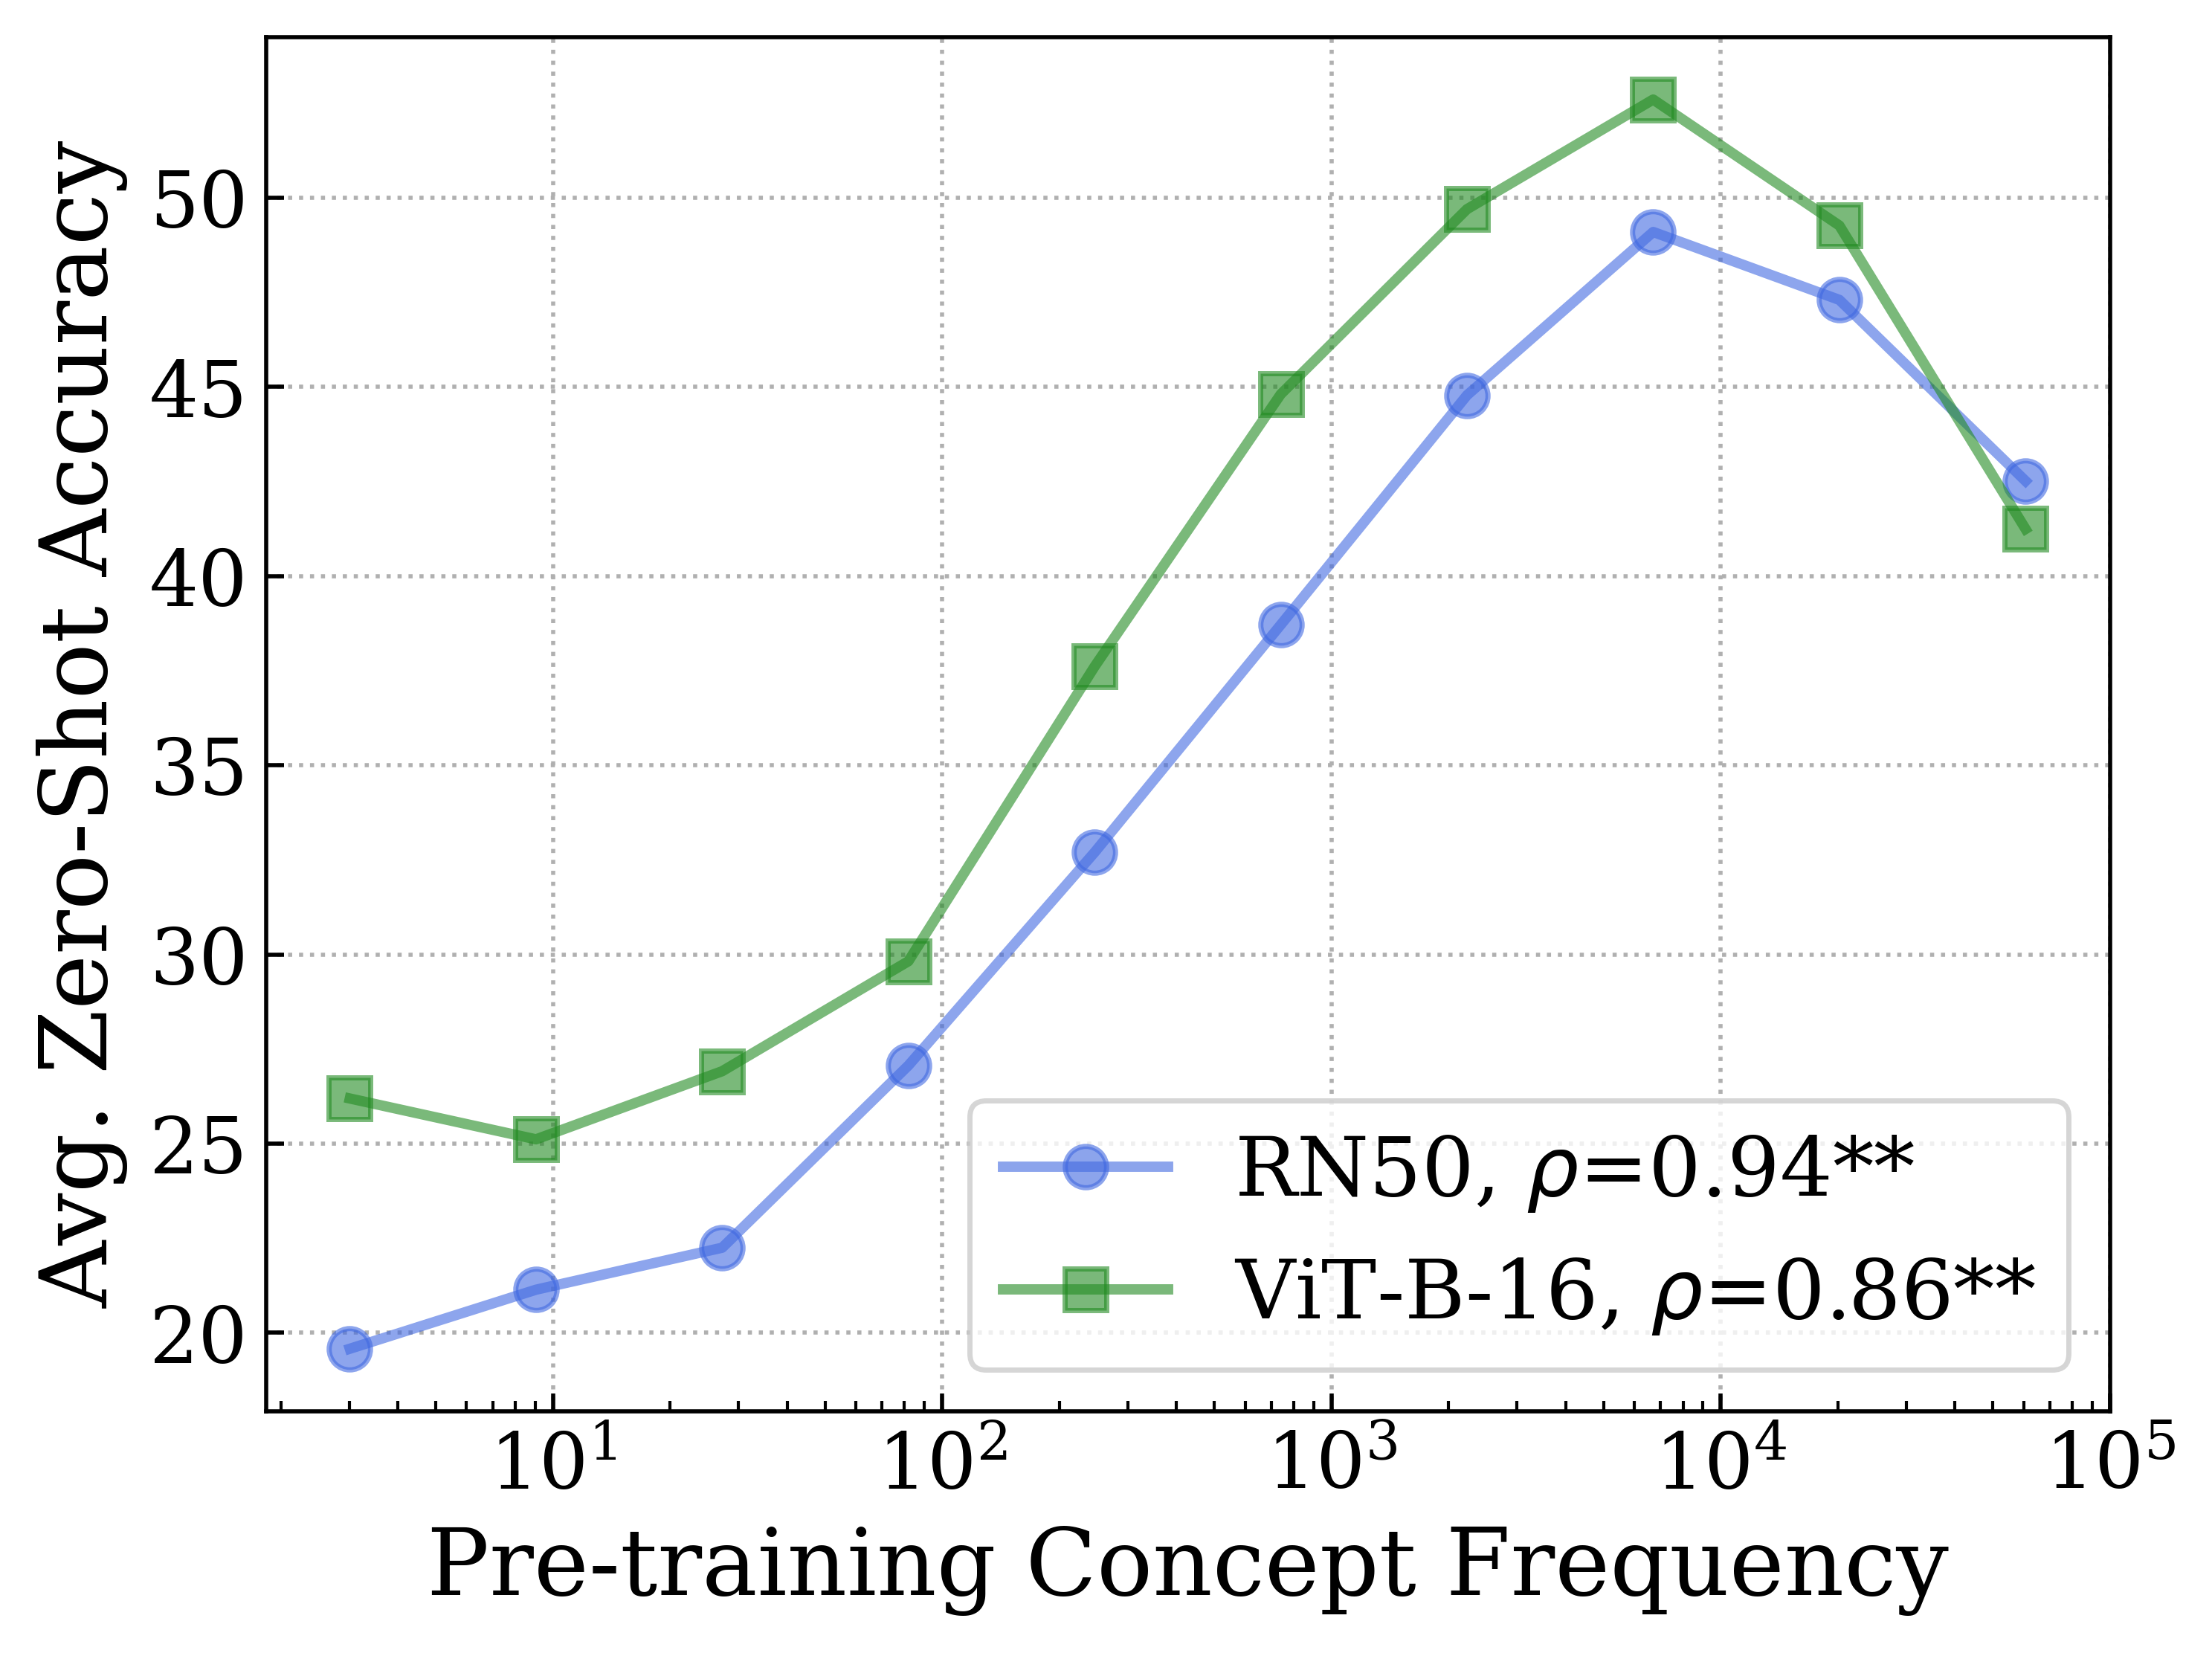 Avg. Zero-Shot Accuracy
50
45
40
35
30
25
20
RN50, ρ=0.94**
ViT-B-16, ρ=0.86**
10¹ 10² 10³ 10⁴ 10⁵
Pre-training Concept Frequency